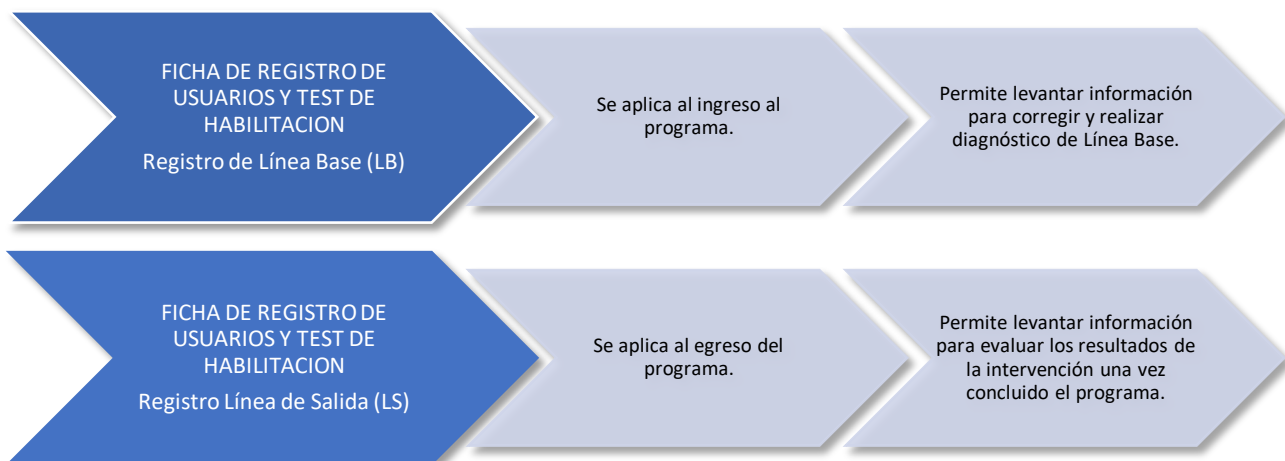 FICHA DE REGISTRO DE
USUARIOS Y TEST DE
HABILITACION
Registro de Línea Base (LB)
Se aplica al ingreso al
programa.
Permite levantar información
para corregir y realizar
diagnóstico de Línea Base.
FICHA DE REGISTRO DE
USUARIOS Y TEST DE
HABILITACION
Registro Línea de Salida (LS)
Se aplica al egreso del
programa.
Permite levantar información
para evaluar los resultados de
la intervención una vez
concluido el programa.